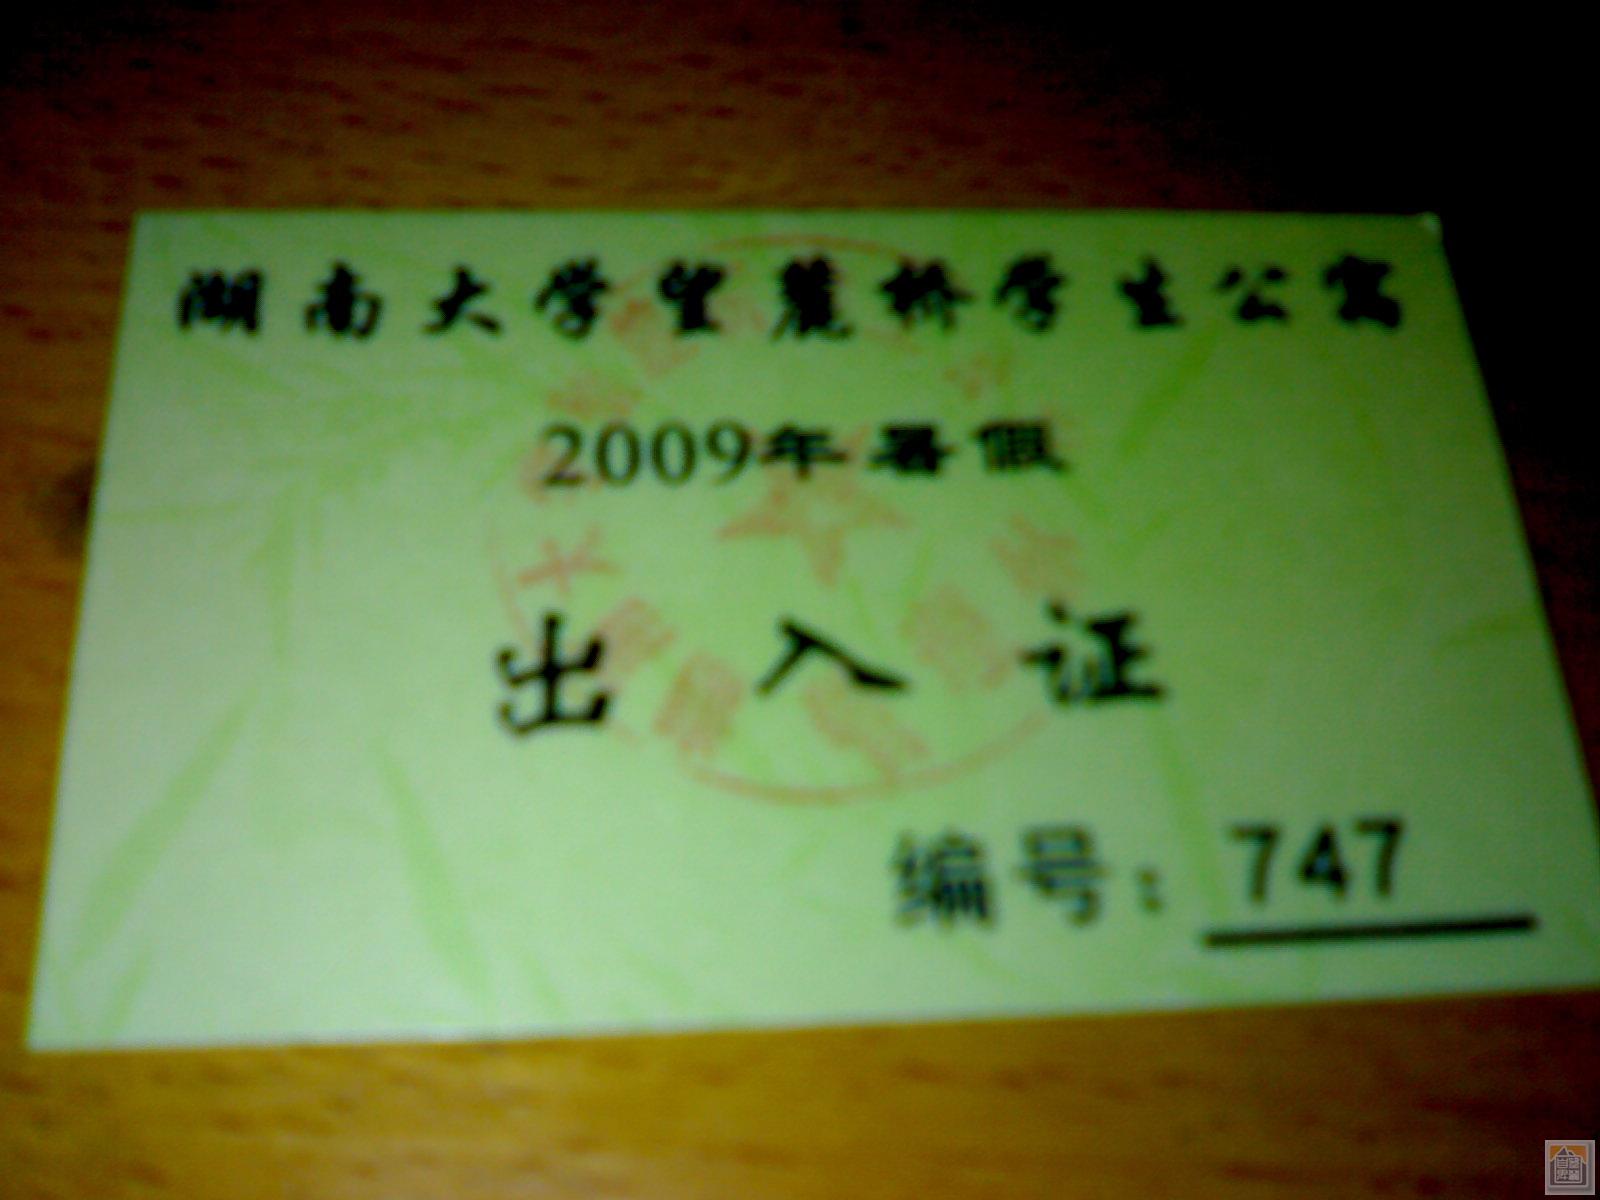 湖南大学望麓桥学生公寓
2009年暑假
出入证
编号：747